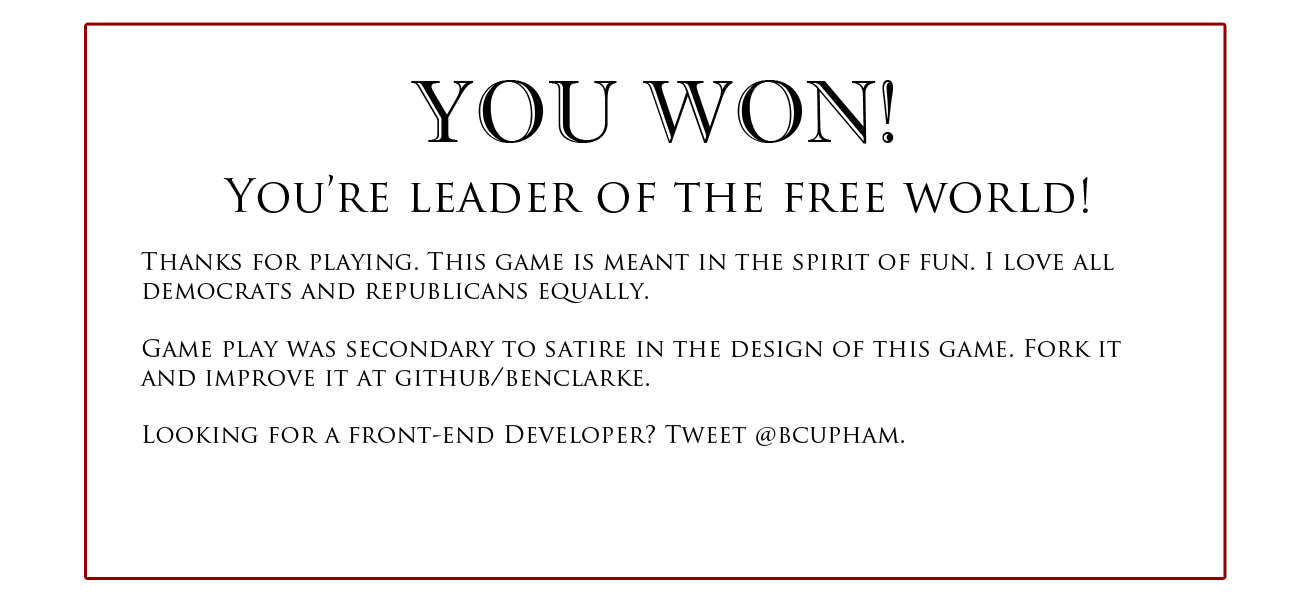 YOU WON!
You're leader of the free world!
Thanks for playing. This game is meant in the spirit of fun. I love all
democrats and republicans equally.
Game play was secondary to satire in the design of this game. Fork it
and improve it at github/benclarke.
Looking for a front-end Developer? Tweet @bcupham.